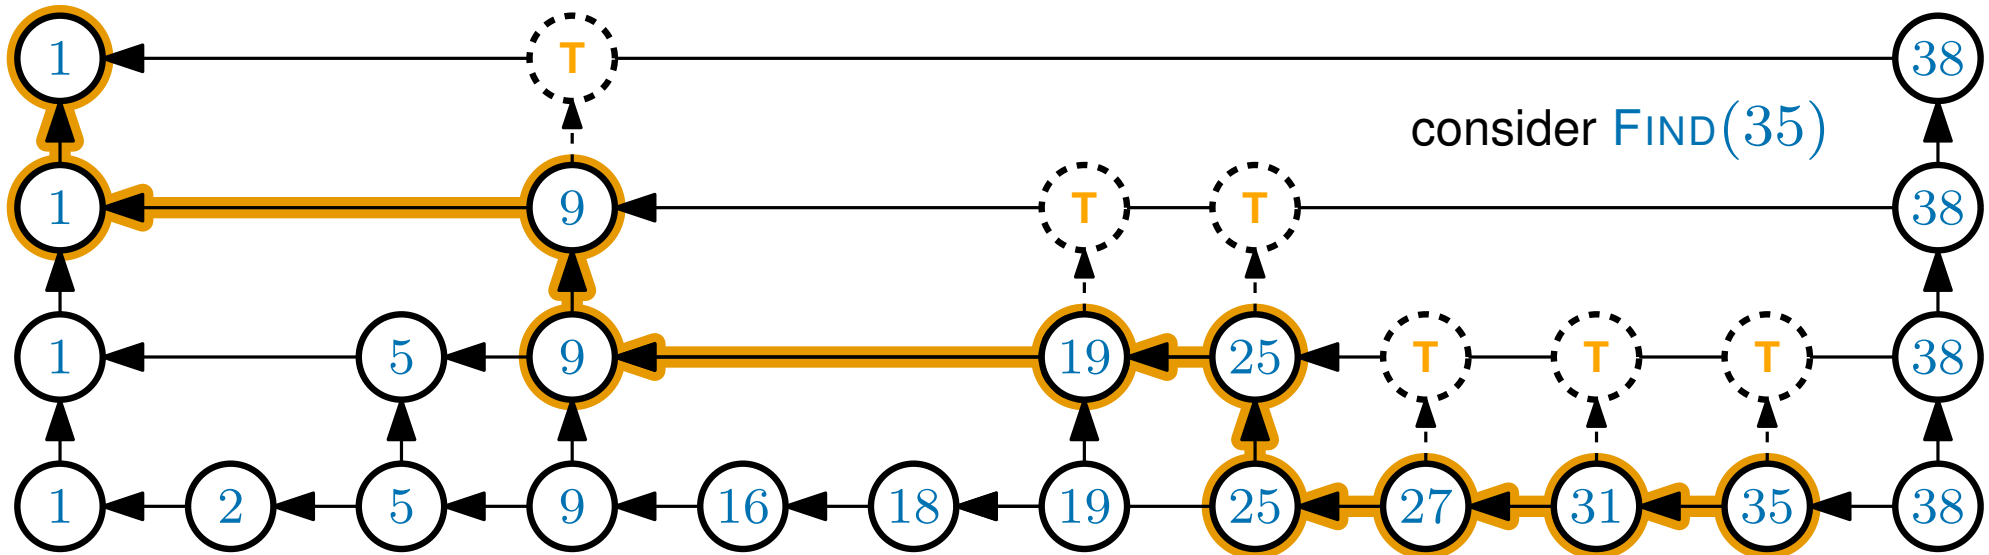 1 T 38
consider FIND(35)
1 9 T T 38
1 5 9 19 25 T T T 38
1 2 5 9 16 18 19 25 27 31 35 38